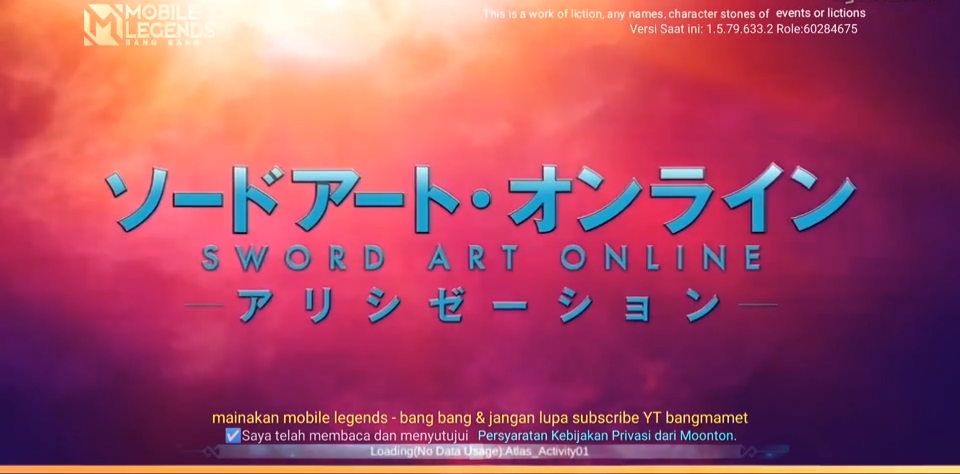 MOBILE
LEGENDS
BANG BANG
This is a work of liction, any names, character stones of events or lictions
Versi Saat ini: 1.5.79.633.2 Role:60284675
ソードアート・オンライン
SWORD ART ONLINE
アリシゼーション
mainakan mobile legends - bang bang & jangan lupa subscribe YT bangmamet
Saya telah membaca dan menyutujui Persyaratan Kebijakan Privasi dari Moonton.
Loading(No Data Usage):Atlas_Activity01